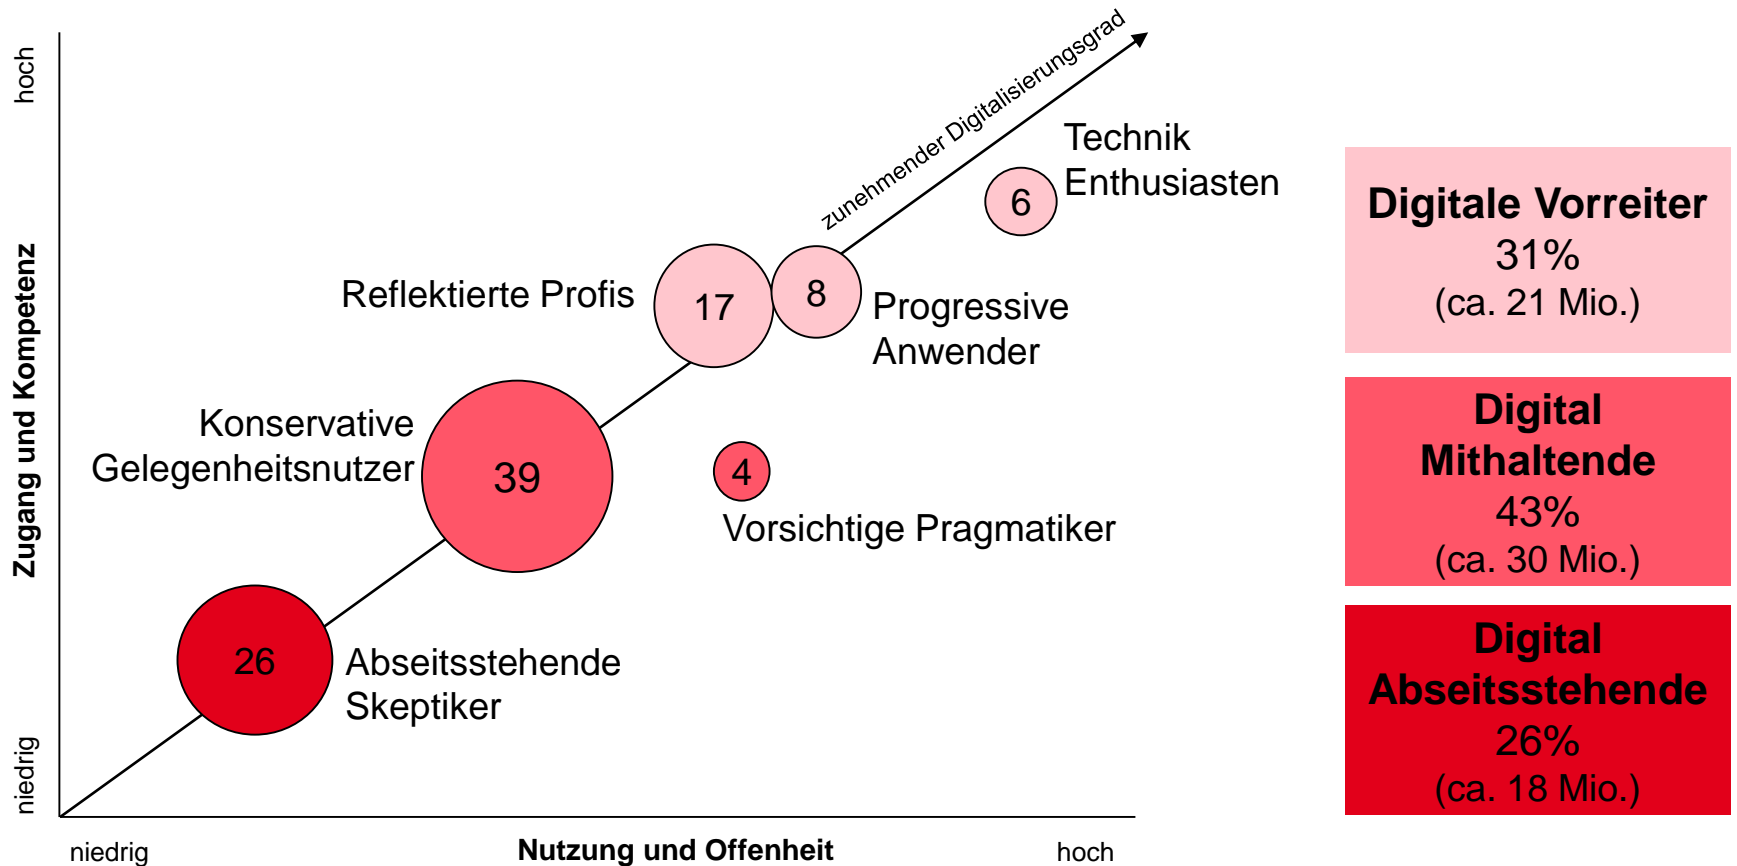 hoch
zunehmender Digitalisierungsgrad
Technik
Enthusiasten
6
Reflektierte Profis
17
8
Progressive
Anwender
Zugang und Kompetenz
Konservative
Gelegenheitsnutzer
39
4
Vorsichtige Pragmatiker
26
Abseitsstehende
Skeptiker
niedrig
niedrig
Nutzung und Offenheit
hoch
Digitale Vorreiter
31%
(ca. 21 Mio.)
Digital
Mithaltende
43%
(ca. 30 Mio.)
Digital
Abseitsstehende
26%
(ca. 18 Mio.)